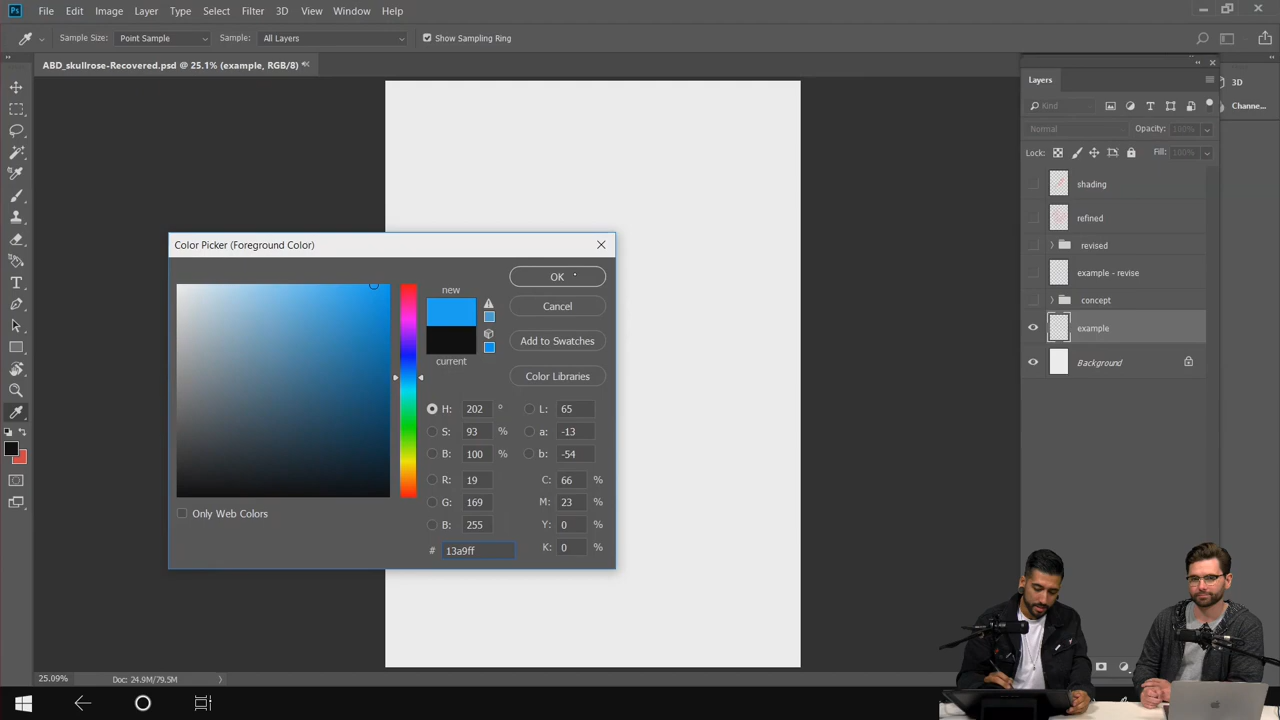 Ps File Edit Image Layer Type Select Filter 3D View Window Help
Sample Size: Point Sample Sample: All Layers Show Sampling Ring
ABD_skullrose-Recovered.psd @ 25.1% (example, RGB/8)
Layers
3D
Channe...
Kind
Normal Opacity: 100%
Lock: Fill: 100%
shading
refined
revised
example - revise
concept
example
Background
Color Picker (Foreground Color)
new
current
OK
Cancel
Add to Swatches
Color Libraries
H: 202 ° L: 65
S: 93 % a: -13
B: 100 % b: -54
R: 19 C: 66 %
G: 169 M: 23 %
B: 255 Y: 0 %
# 13a9ff K: 0 %
Only Web Colors
25.09% Doc: 24.9M/79.5M